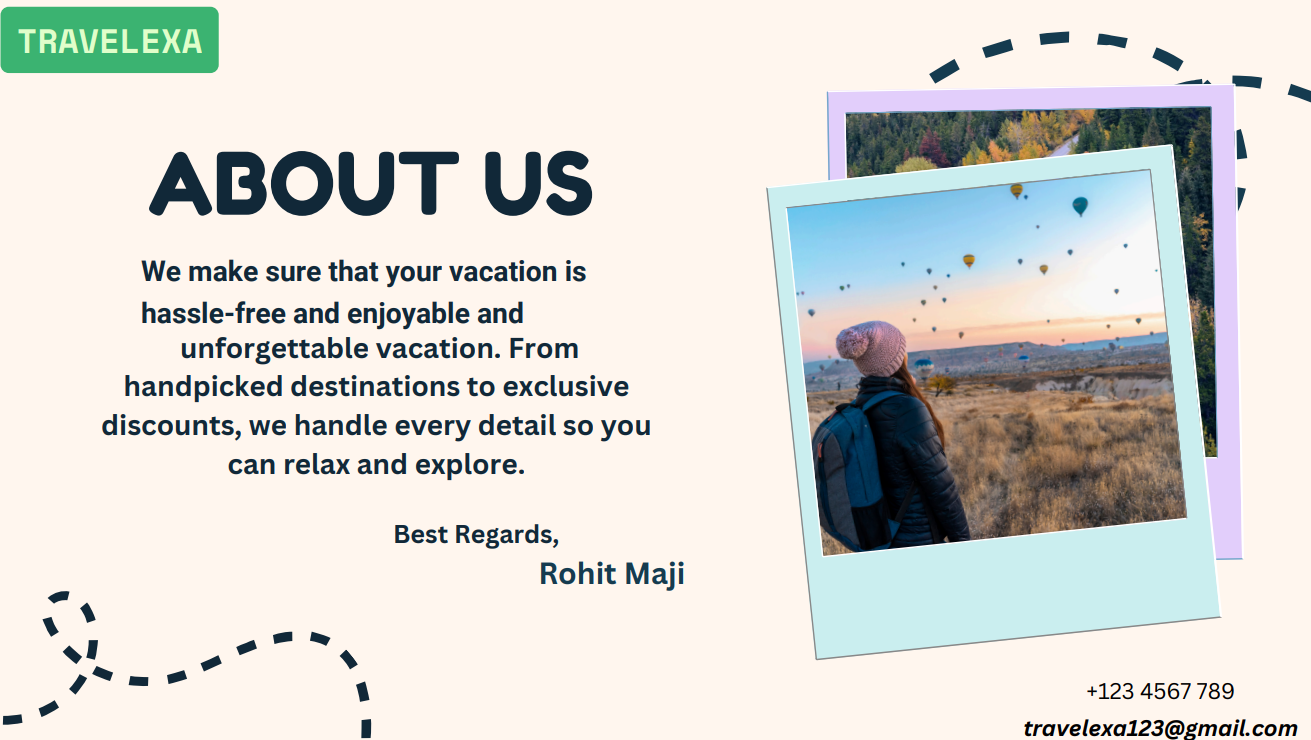 TRAVELEXA
ABOUT US
We make sure that your vacation is
hassle-free and enjoyable and
unforgettable vacation. From
handpicked destinations to exclusive
discounts, we handle every detail so you
can relax and explore.
Best Regards,
Rohit Maji
+123 4567 789
travelexa123@gmail.com